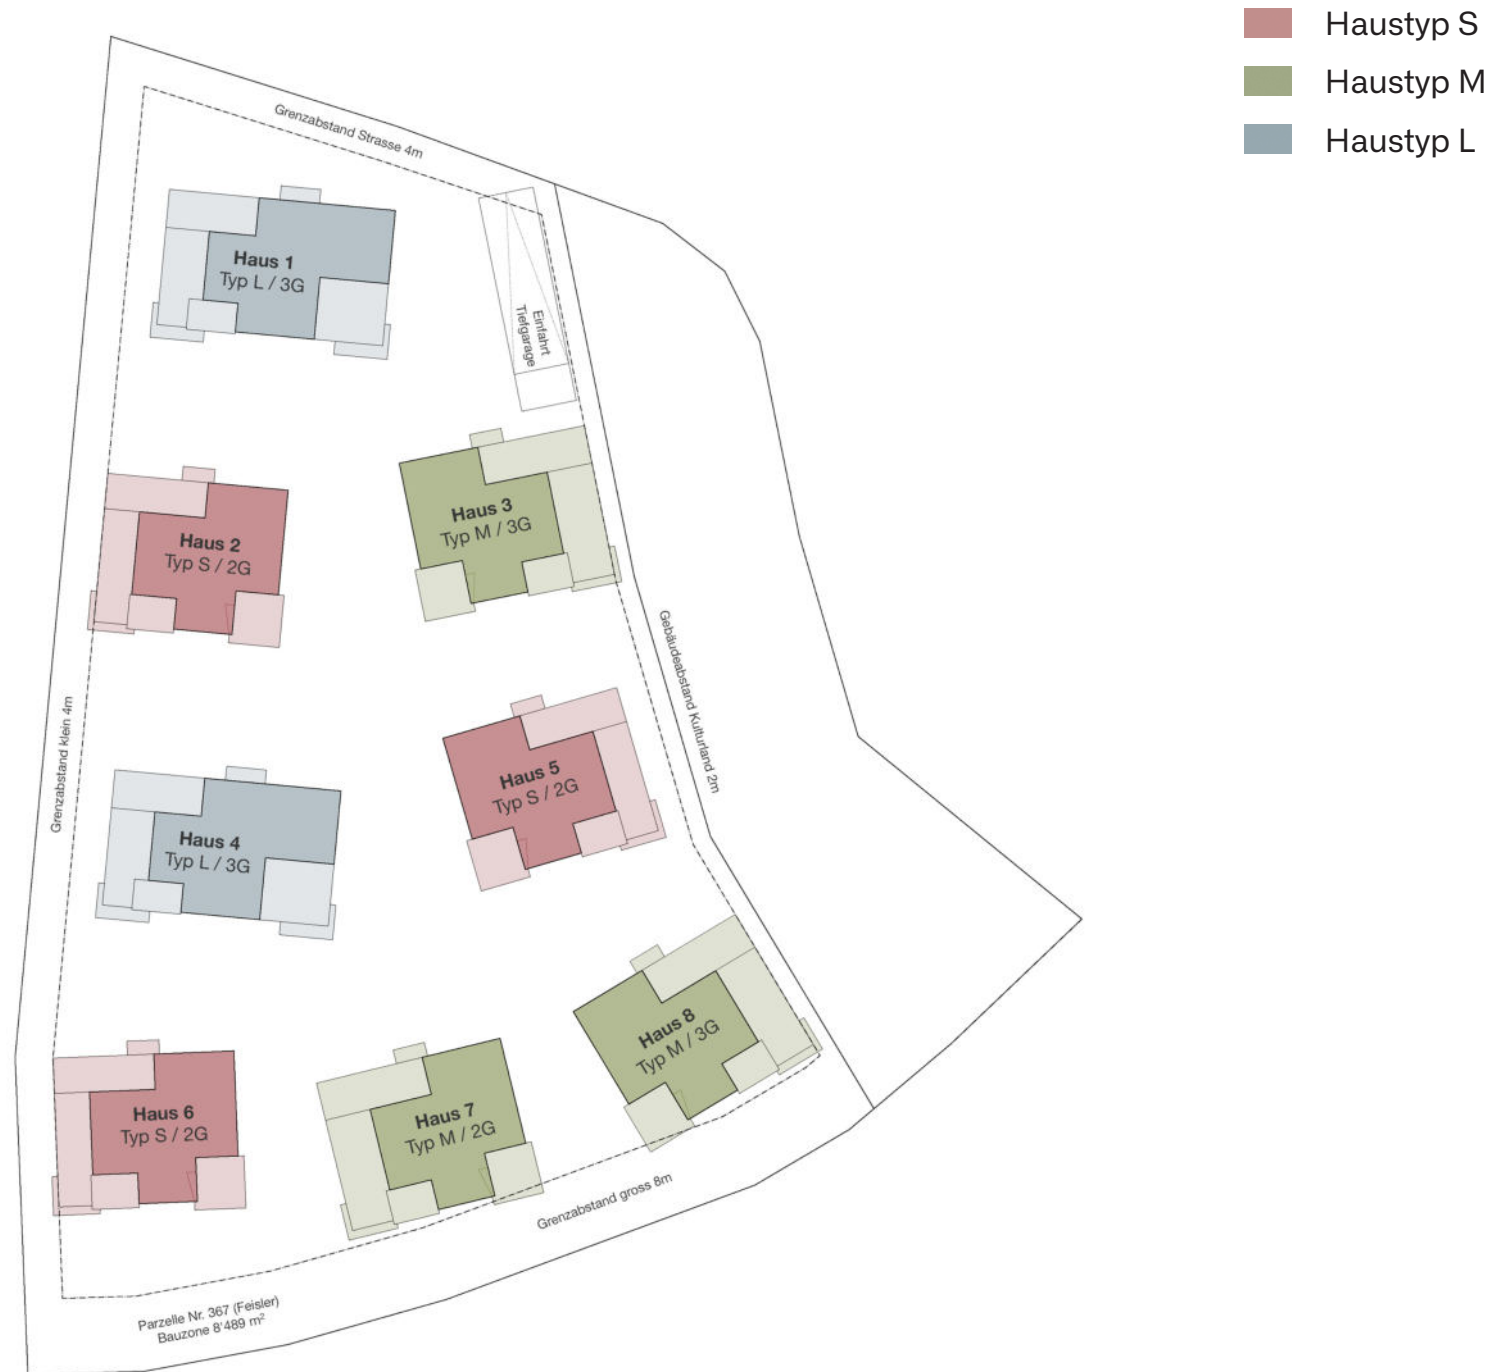 Haustyp S
Haustyp M
Haustyp L
Grenzabstand Strasse 4m
Haus 1
Typ L / 3G
Einfahrt
Tiefgarage
Haus 2
Typ S / 2G
Haus 3
Typ M / 3G
Grenzabstand klein 4m
Gebäudeabstand Kulturland 2m
Haus 4
Typ L / 3G
Haus 5
Typ S / 2G
Haus 6
Typ S / 2G
Haus 7
Typ M / 2G
Haus 8
Typ M / 3G
Grenzabstand gross 8m
Parzelle Nr. 367 (Feisler)
Bauzone 8'489 m²